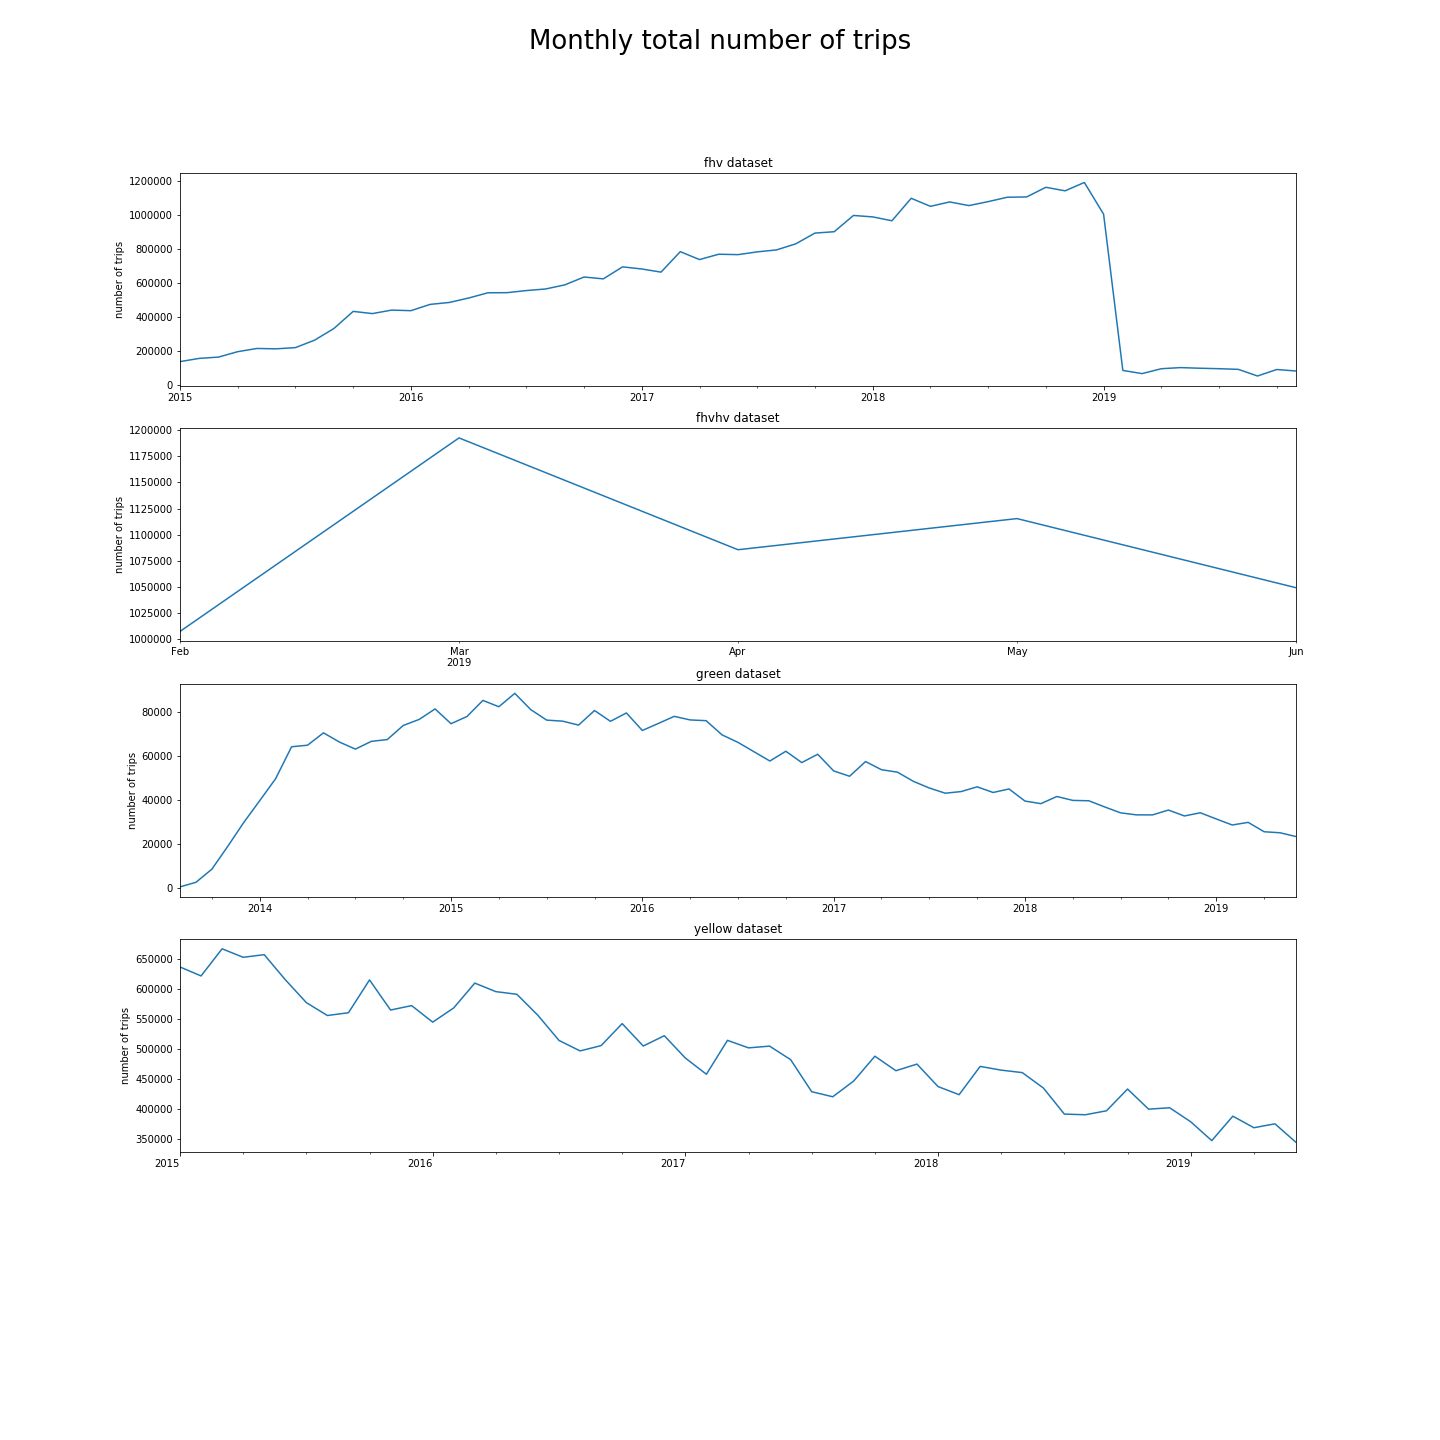 Monthly total number of trips
fhv dataset
number of trips
1200000
1000000
800000
600000
400000
200000
0
2015 2016 2017 2018 2019
fhvhv dataset
number of trips
1200000
1175000
1150000
1125000
1100000
1075000
1050000
1025000
1000000
Feb Mar Apr May Jun
2019
green dataset
number of trips
80000
60000
40000
20000
0
2014 2015 2016 2017 2018 2019
yellow dataset
number of trips
650000
600000
550000
500000
450000
400000
350000
2015 2016 2017 2018 2019